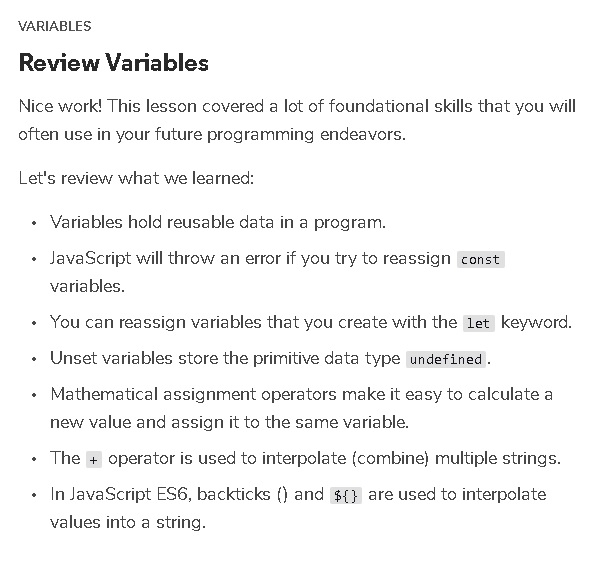 VARIABLES
Review Variables
Nice work! This lesson covered a lot of foundational skills that you will
often use in your future programming endeavors.
Let's review what we learned:
• Variables hold reusable data in a program.
• JavaScript will throw an error if you try to reassign const
variables.
• You can reassign variables that you create with the let keyword.
• Unset variables store the primitive data type undefined.
• Mathematical assignment operators make it easy to calculate a
new value and assign it to the same variable.
• The + operator is used to interpolate (combine) multiple strings.
• In JavaScript ES6, backticks () and ${} are used to interpolate
values into a string.